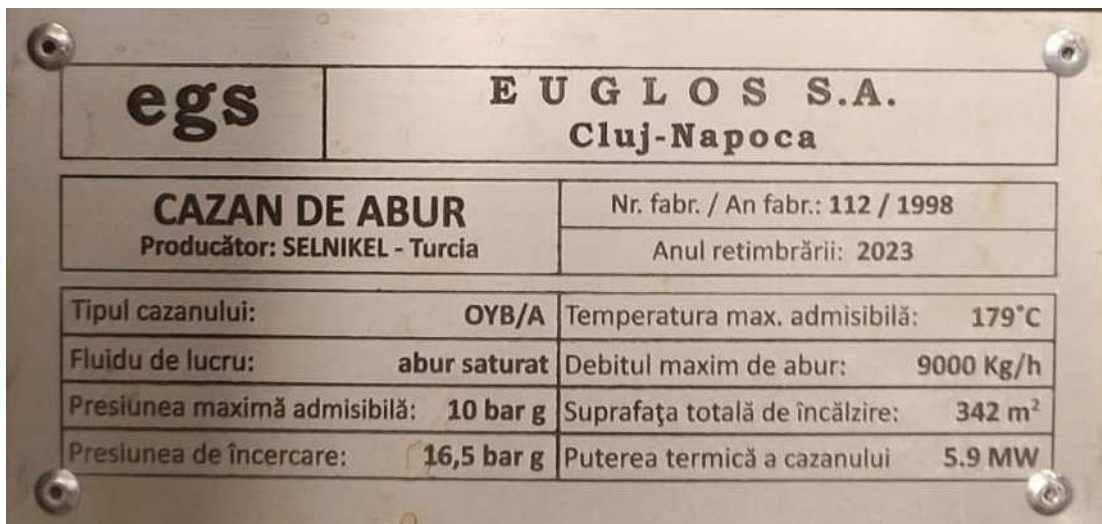 egs
EUGLOS S.A.
Cluj-Napoca
CAZAN DE ABUR
Producător: SELNIKEL - Turcia
Nr. fabr. / An fabr.: 112 / 1998
Anul retimbrării: 2023
Tipul cazanului: OYB/A
Temperatura max. admisibilă: 179°C
Fluidu de lucru: abur saturat
Debitul maxim de abur: 9000 Kg/h
Presiunea maximă admisibilă: 10 bar g
Suprafaţa totală de încălzire: 342 m²
Presiunea de încercare: 16,5 bar g
Puterea termică a cazanului 5.9 MW